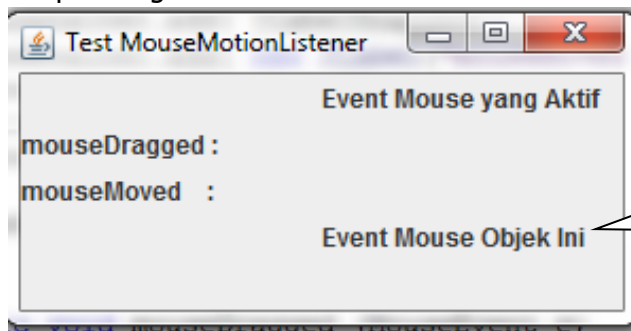 Test MouseMotionListener
Event Mouse yang Aktif
mouseDragged :
mouseMoved :
Event Mouse Objek Ini